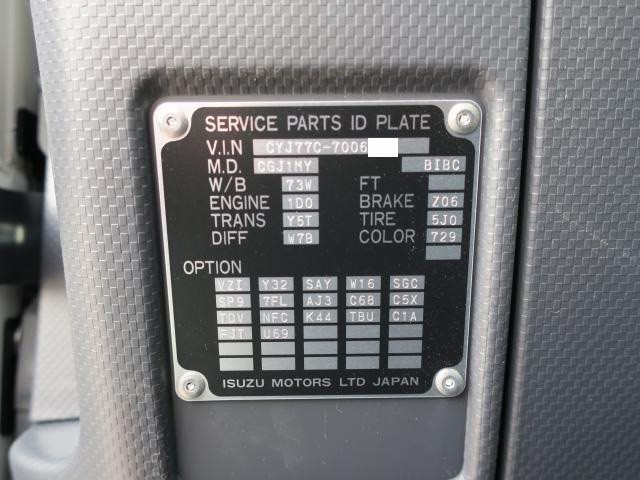 SERVICE PARTS ID PLATE
V.I.N CYJ77C-7006
M.D. CGJ1MY BIBC
W/B 73W FT
ENGINE 1D0 BRAKE Z06
TRANS Y5T TIRE 5J0
DIFF W7B COLOR 729
OPTION
VZI Y32 SAY W16 SGC
SP9 7FL AJ3 C68 C5X
TDV NFC K44 TBU C1A
FJT U69
ISUZU MOTORS LTD JAPAN